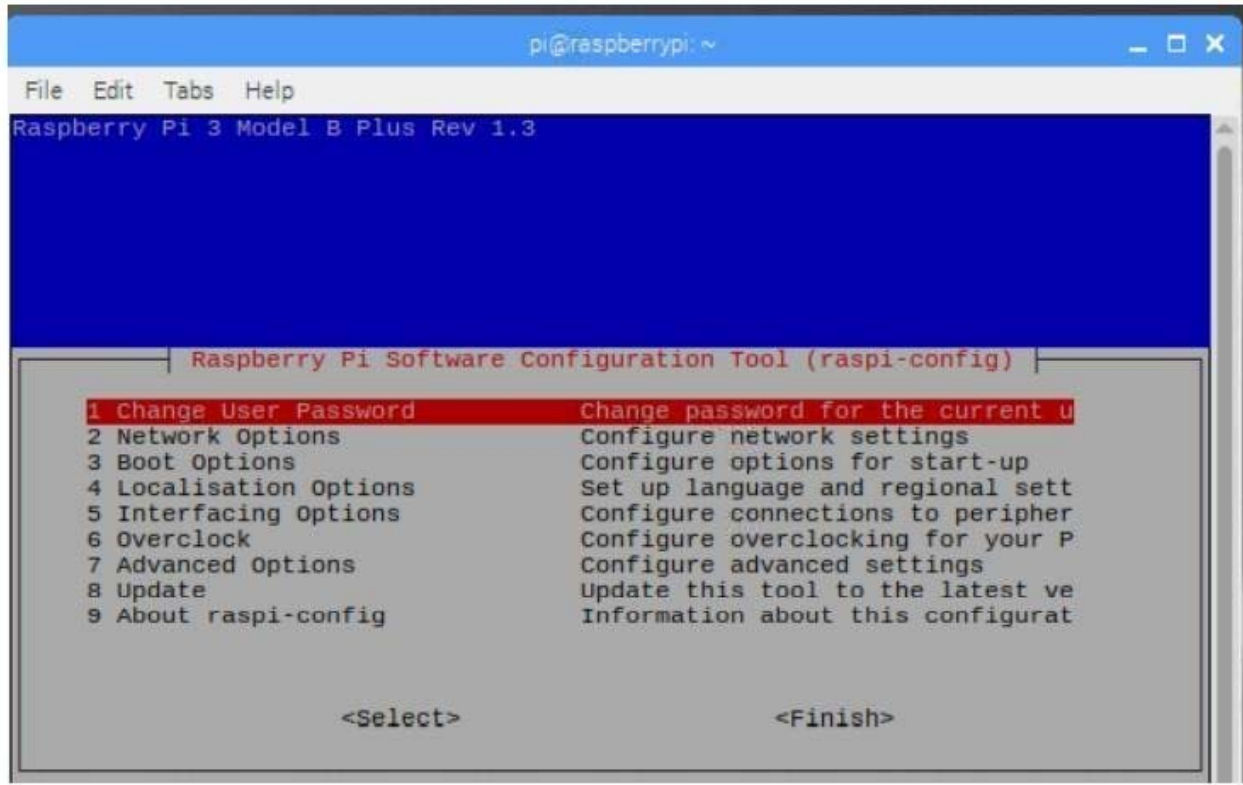 pi@raspberrypi: ~
File Edit Tabs Help
Raspberry Pi 3 Model B Plus Rev 1.3
Raspberry Pi Software Configuration Tool (raspi-config)
1 Change User Password Change password for the current u
2 Network Options Configure network settings
3 Boot Options Configure options for start-up
4 Localisation Options Set up language and regional sett
5 Interfacing Options Configure connections to peripher
6 Overclock Configure overclocking for your P
7 Advanced Options Configure advanced settings
8 Update Update this tool to the latest ve
9 About raspi-config Information about this configurat
<Select> <Finish>